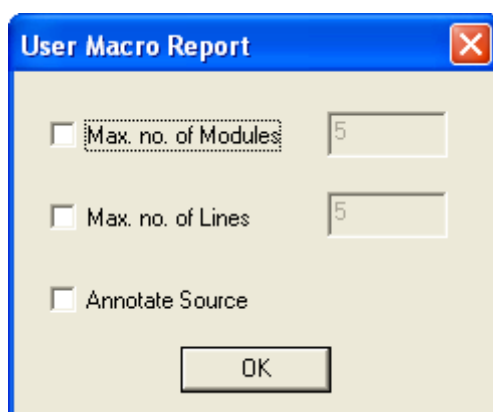 User Macro Report
Max. no. of Modules 5
Max. no. of Lines 5
Annotate Source
OK